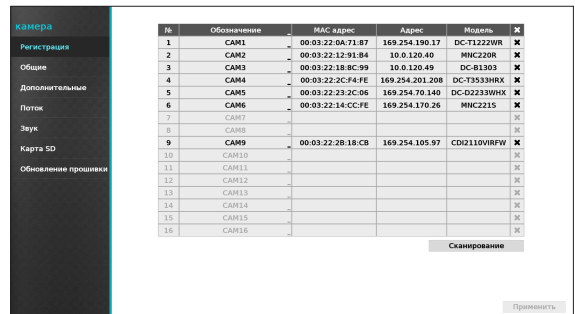 камера
Регистрация
Общие
Дополнительные
Поток
Звук
Карта SD
Обновление прошивки
№ Обозначение _ MAC адрес Адрес Модель ✖
1 CAM1 _ 00:03:22:0A:71:87 169.254.190.17 DC-T1222WR ✖
2 CAM2 _ 00:03:22:12:91:B4 10.0.120.40 MNC220R ✖
3 CAM3 _ 00:03:22:18:8C:99 10.0.120.49 DC-B1303 ✖
4 CAM4 _ 00:03:22:2C:F4:FE 169.254.201.208 DC-T3533HRX ✖
5 CAM5 _ 00:03:22:23:2C:06 169.254.70.140 DC-D2233WHX ✖
6 CAM6 _ 00:03:22:14:CC:FE 169.254.170.26 MNC221S ✖
7 CAM7 _ ✖
8 CAM8 _ ✖
9 CAM9 _ 00:03:22:2B:18:CB 169.254.105.97 CDI2110VIRFW ✖
10 CAM10 _ ✖
11 CAM11 _ ✖
12 CAM12 _ ✖
13 CAM13 _ ✖
14 CAM14 _ ✖
15 CAM15 _ ✖
16 CAM16 _ ✖
Сканирование
Применить